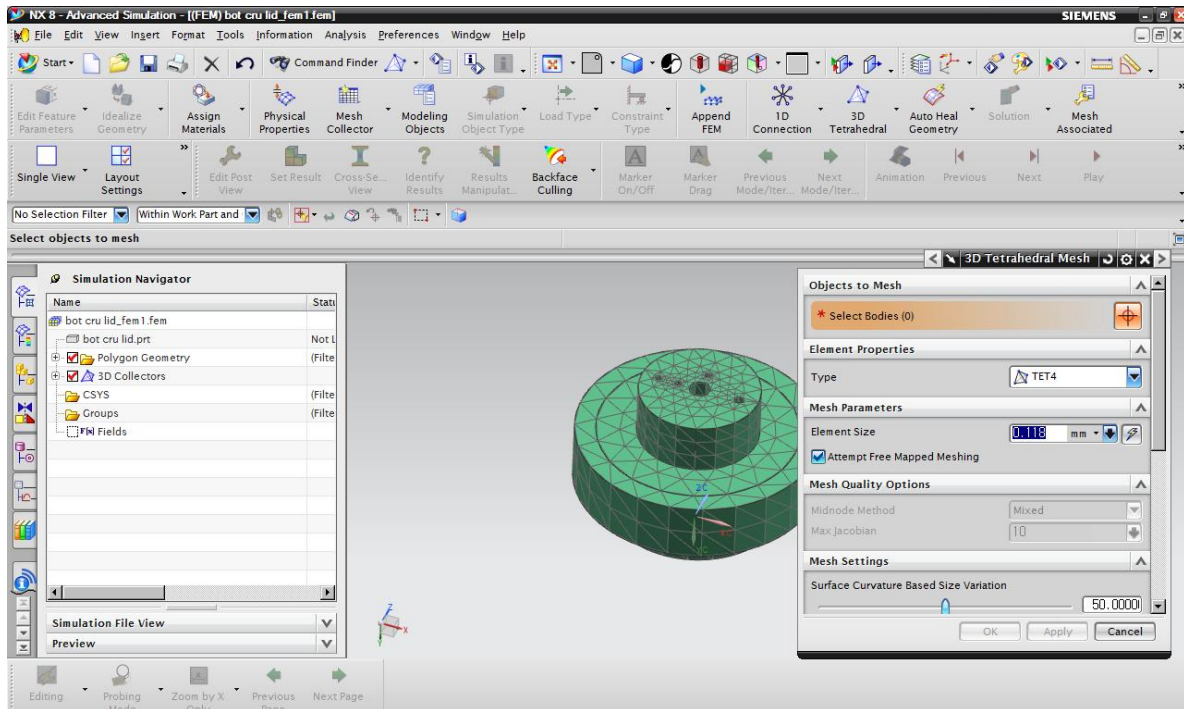 NX 8 - Advanced Simulation - [(FEM) bot cru lid_fem1.fem] SIEMENS
File Edit View Insert Format Tools Information Analysis Preferences Window Help
Start Command Finder
Edit Feature Parameters Idealize Geometry Assign Materials Physical Properties Mesh Collector Modeling Objects Simulation Object Type Load Type Constraint Type Append FEM 1D Connection 3D Tetrahedral Auto Heal Geometry Solution Mesh Associated
Single View Layout Settings Edit Post View Set Result Cross-Se... View Identify Results Results Manipulat... Backface Culling Marker On/Off Marker Drag Previous Mode/Iter... Next Mode/Iter... Animation Previous Next Play
No Selection Filter Within Work Part and
Select objects to mesh
3D Tetrahedral Mesh
Simulation Navigator
Name Statu
bot cru lid_fem1.fem
bot cru lid.prt Not L
Polygon Geometry (Filte
3D Collectors
CSYS (Filte
Groups (Filte
Fields
Simulation File View
Preview
ZC
XC
YC
Z
X
Y
Objects to Mesh
* Select Bodies (0)
Element Properties
Type TET4
Mesh Parameters
Element Size 0.118 mm
Attempt Free Mapped Meshing
Mesh Quality Options
Midnode Method Mixed
Max Jacobian 10
Mesh Settings
Surface Curvature Based Size Variation
50.0000
OK Apply Cancel
Editing Probing Mode Zoom by X Only Previous Page Next Page